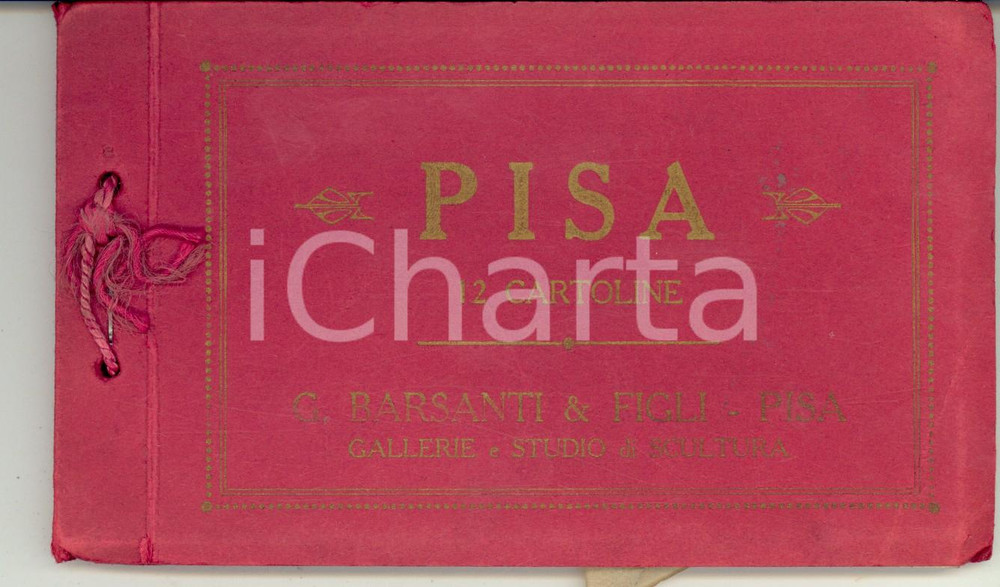 PISA
12 CARTOLINE
iCharta
G. BARSANTI & FIGLI - PISA
GALLERIE e STUDIO di SCULTURA